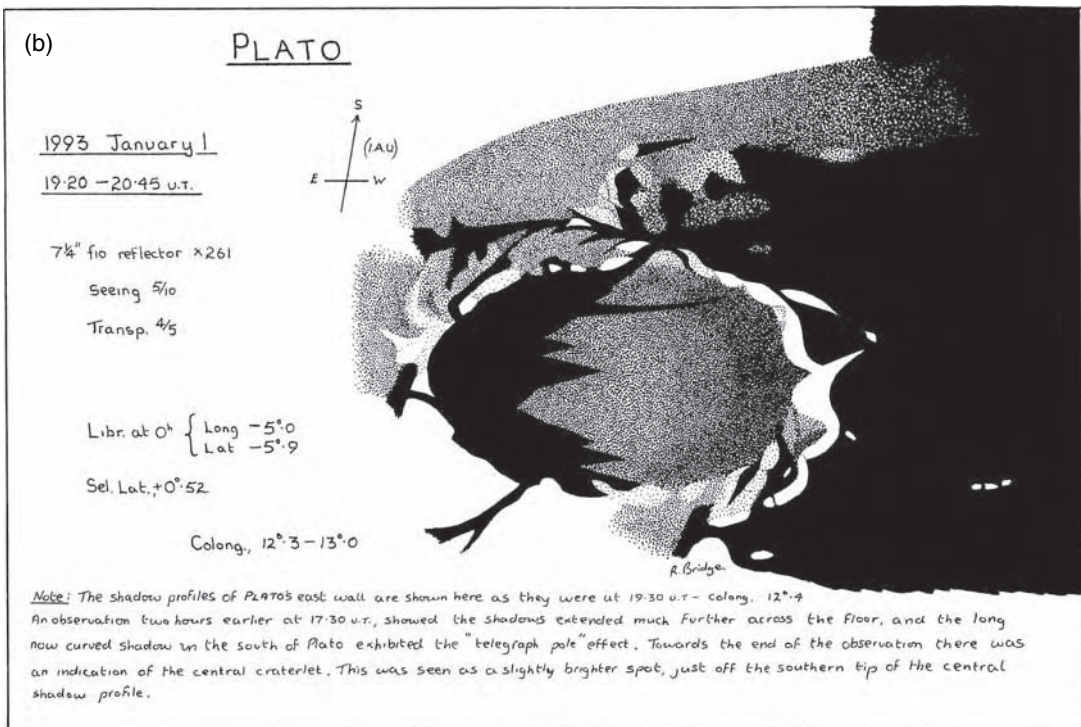 (b)
PLATO
1993 January 1
19·20 – 20·45 U.T.
S
(I.A.U)
E W
7¼" f10 reflector ×261
Seeing 5/10
Transp. 4/5
Libr. at 0ʰ { Long –5°·0
Lat –5°·9
Sel. Lat., +0°·52
Colong., 12°·3 – 13°·0
R. Bridge.
Note: The shadow profiles of PLATO's east wall are shown here as they were at 19·30 U.T – Colong. 12°·4
An observation two hours earlier at 17·30 U.T., showed the shadows extended much further across the floor, and the long
now curved shadow in the south of Plato exhibited the "telegraph pole" effect. Towards the end of the observation there was
an indication of the central craterlet. This was seen as a slightly brighter spot, just off the southern tip of the central
shadow profile.